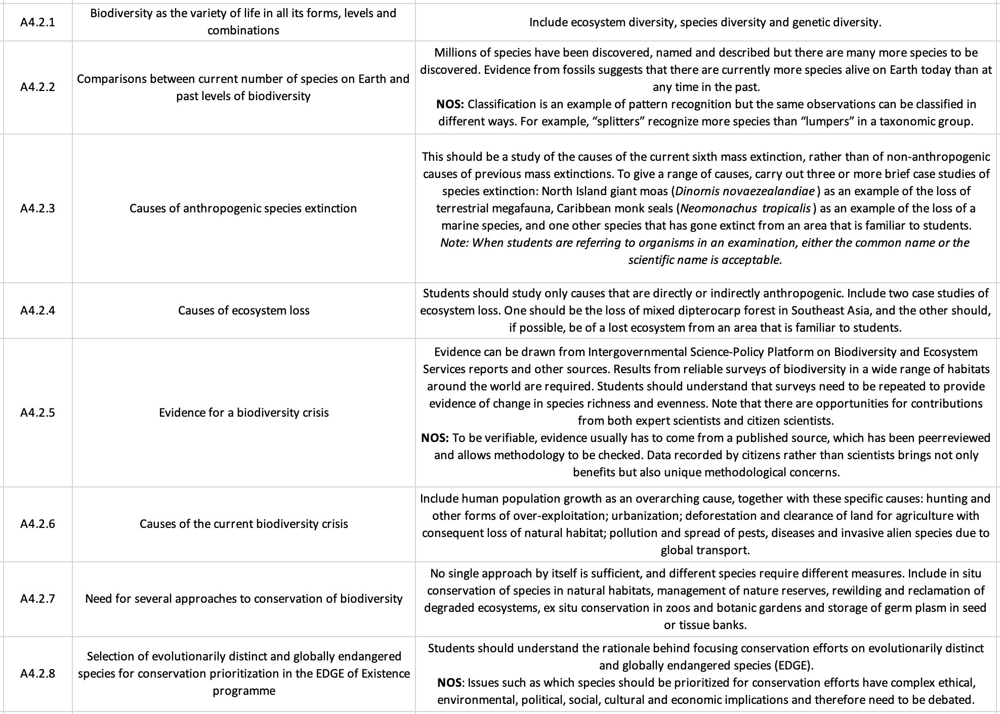 A4.2.1
Biodiversity as the variety of life in all its forms, levels and
combinations
Include ecosystem diversity, species diversity and genetic diversity.
A4.2.2
Comparisons between current number of species on Earth and
past levels of biodiversity
Millions of species have been discovered, named and described but there are many more species to be
discovered. Evidence from fossils suggests that there are currently more species alive on Earth today than at
any time in the past.
NOS: Classification is an example of pattern recognition but the same observations can be classified in
different ways. For example, “splitters” recognize more species than “lumpers” in a taxonomic group.
A4.2.3
Causes of anthropogenic species extinction
This should be a study of the causes of the current sixth mass extinction, rather than of non-anthropogenic
causes of previous mass extinctions. To give a range of causes, carry out three or more brief case studies of
species extinction: North Island giant moas (Dinornis novaezealandiae) as an example of the loss of
terrestrial megafauna, Caribbean monk seals (Neomonachus tropicalis) as an example of the loss of a
marine species, and one other species that has gone extinct from an area that is familiar to students.
Note: When students are referring to organisms in an examination, either the common name or the
scientific name is acceptable.
A4.2.4
Causes of ecosystem loss
Students should study only causes that are directly or indirectly anthropogenic. Include two case studies of
ecosystem loss. One should be the loss of mixed dipterocarp forest in Southeast Asia, and the other should,
if possible, be of a lost ecosystem from an area that is familiar to students.
A4.2.5
Evidence for a biodiversity crisis
Evidence can be drawn from Intergovernmental Science-Policy Platform on Biodiversity and Ecosystem
Services reports and other sources. Results from reliable surveys of biodiversity in a wide range of habitats
around the world are required. Students should understand that surveys need to be repeated to provide
evidence of change in species richness and evenness. Note that there are opportunities for contributions
from both expert scientists and citizen scientists.
NOS: To be verifiable, evidence usually has to come from a published source, which has been peerreviewed
and allows methodology to be checked. Data recorded by citizens rather than scientists brings not only
benefits but also unique methodological concerns.
A4.2.6
Causes of the current biodiversity crisis
Include human population growth as an overarching cause, together with these specific causes: hunting and
other forms of over-exploitation; urbanization; deforestation and clearance of land for agriculture with
consequent loss of natural habitat; pollution and spread of pests, diseases and invasive alien species due to
global transport.
A4.2.7
Need for several approaches to conservation of biodiversity
No single approach by itself is sufficient, and different species require different measures. Include in situ
conservation of species in natural habitats, management of nature reserves, rewilding and reclamation of
degraded ecosystems, ex situ conservation in zoos and botanic gardens and storage of germ plasm in seed
or tissue banks.
A4.2.8
Selection of evolutionarily distinct and globally endangered
species for conservation prioritization in the EDGE of Existence
programme
Students should understand the rationale behind focusing conservation efforts on evolutionarily distinct
and globally endangered species (EDGE).
NOS: Issues such as which species should be prioritized for conservation efforts have complex ethical,
environmental, political, social, cultural and economic implications and therefore need to be debated.